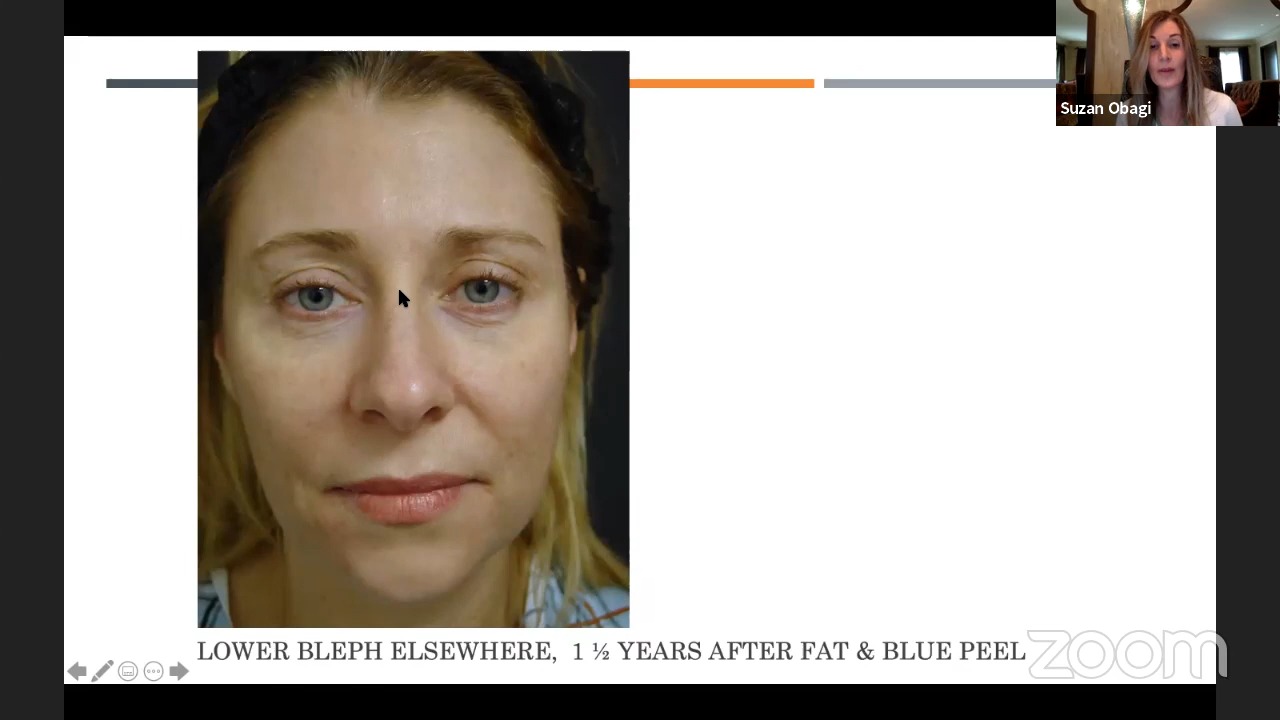 Suzan Obagi
LOWER BLEPH ELSEWHERE, 1 ½ YEARS AFTER FAT & BLUE PEEL
zoom